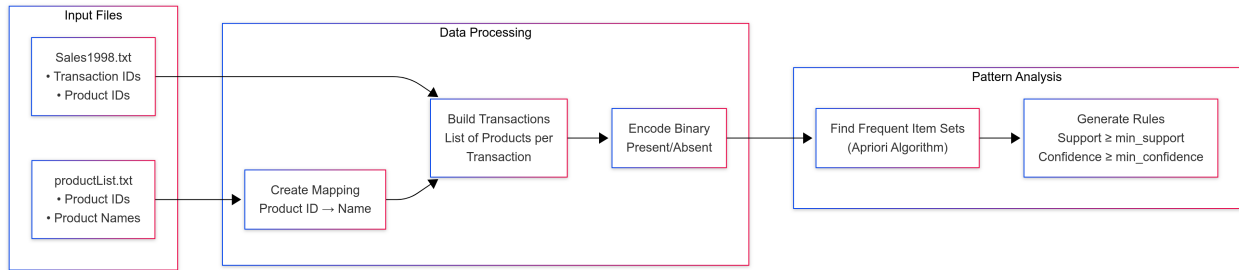 Input Files
Sales1998.txt
• Transaction IDs
• Product IDs
productList.txt
• Product IDs
• Product Names
Data Processing
Create Mapping
Product ID → Name
Build Transactions
List of Products per
Transaction
Encode Binary
Present/Absent
Pattern Analysis
Find Frequent Item Sets
(Apriori Algorithm)
Generate Rules
Support ≥ min_support
Confidence ≥ min_confidence